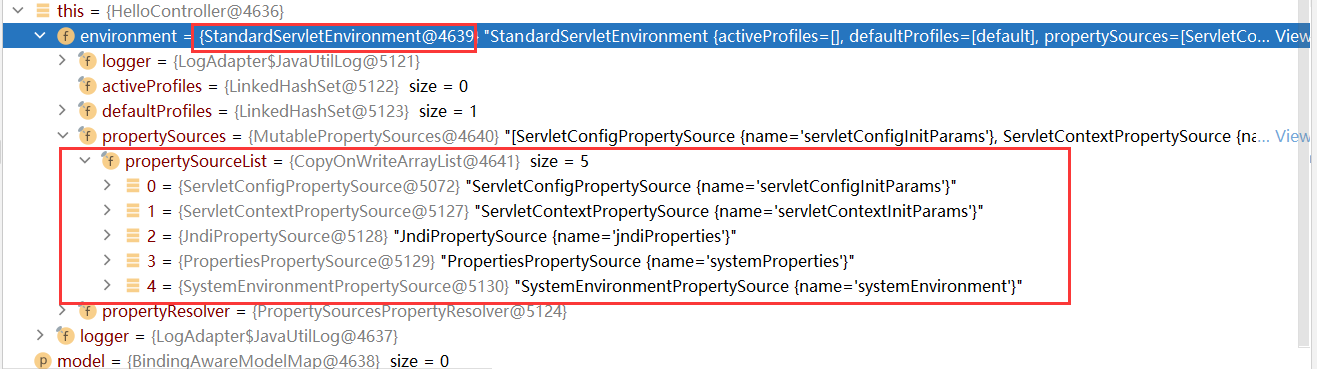 this = {HelloController@4636}
environment = {StandardServletEnvironment@4639} "StandardServletEnvironment {activeProfiles=[], defaultProfiles=[default], propertySources=[ServletCo... View
logger = {LogAdapter$JavaUtilLog@5121}
activeProfiles = {LinkedHashSet@5122} size = 0
defaultProfiles = {LinkedHashSet@5123} size = 1
propertySources = {MutablePropertySources@4640} "[ServletConfigPropertySource {name='servletConfigInitParams'}, ServletContextPropertySource {na... View
propertySourceList = {CopyOnWriteArrayList@4641} size = 5
0 = {ServletConfigPropertySource@5072} "ServletConfigPropertySource {name='servletConfigInitParams'}"
1 = {ServletContextPropertySource@5127} "ServletContextPropertySource {name='servletContextInitParams'}"
2 = {JndiPropertySource@5128} "JndiPropertySource {name='jndiProperties'}"
3 = {PropertiesPropertySource@5129} "PropertiesPropertySource {name='systemProperties'}"
4 = {SystemEnvironmentPropertySource@5130} "SystemEnvironmentPropertySource {name='systemEnvironment'}"
propertyResolver = {PropertySourcesPropertyResolver@5124}
logger = {LogAdapter$JavaUtilLog@4637}
model = {BindingAwareModelMap@4638} size = 0